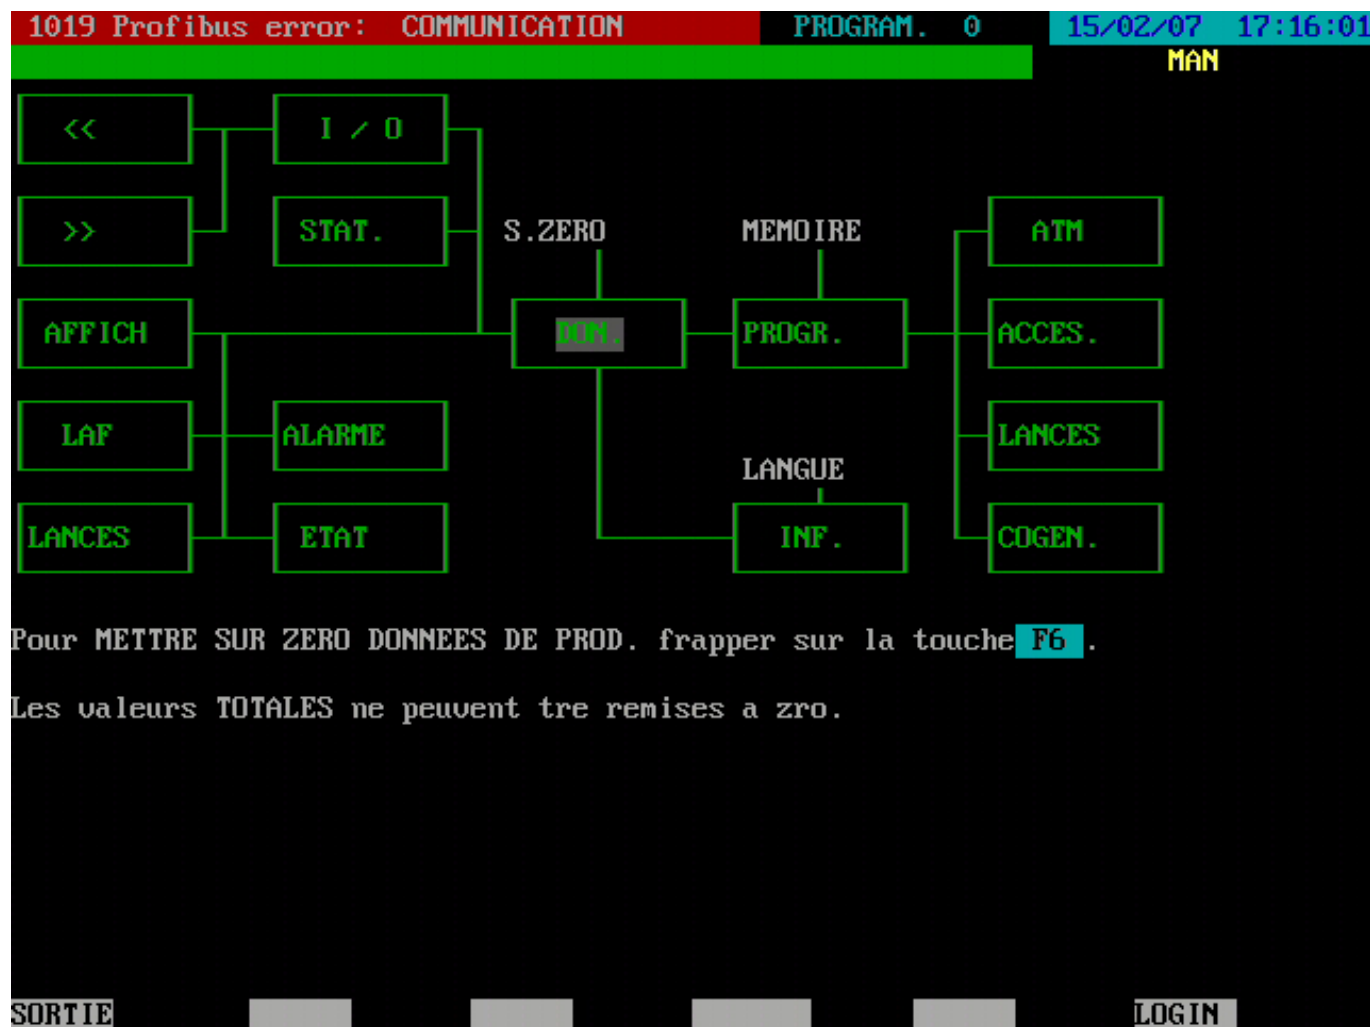 1019 Profibus error: COMMUNICATION PROGRAM. 0 15/02/07 17:16:01
MAN
<< I / O
>> STAT. S.ZERO MEMOIRE ATM
AFFICH DON. PROGR. ACCES.
LAF ALARME LANCES
LANGUE
LANCES ETAT INF. COGEN.
Pour METTRE SUR ZERO DONNEES DE PROD. frapper sur la touche F6 .
Les valeurs TOTALES ne peuvent tre remises a zro.
SORTIE LOGIN